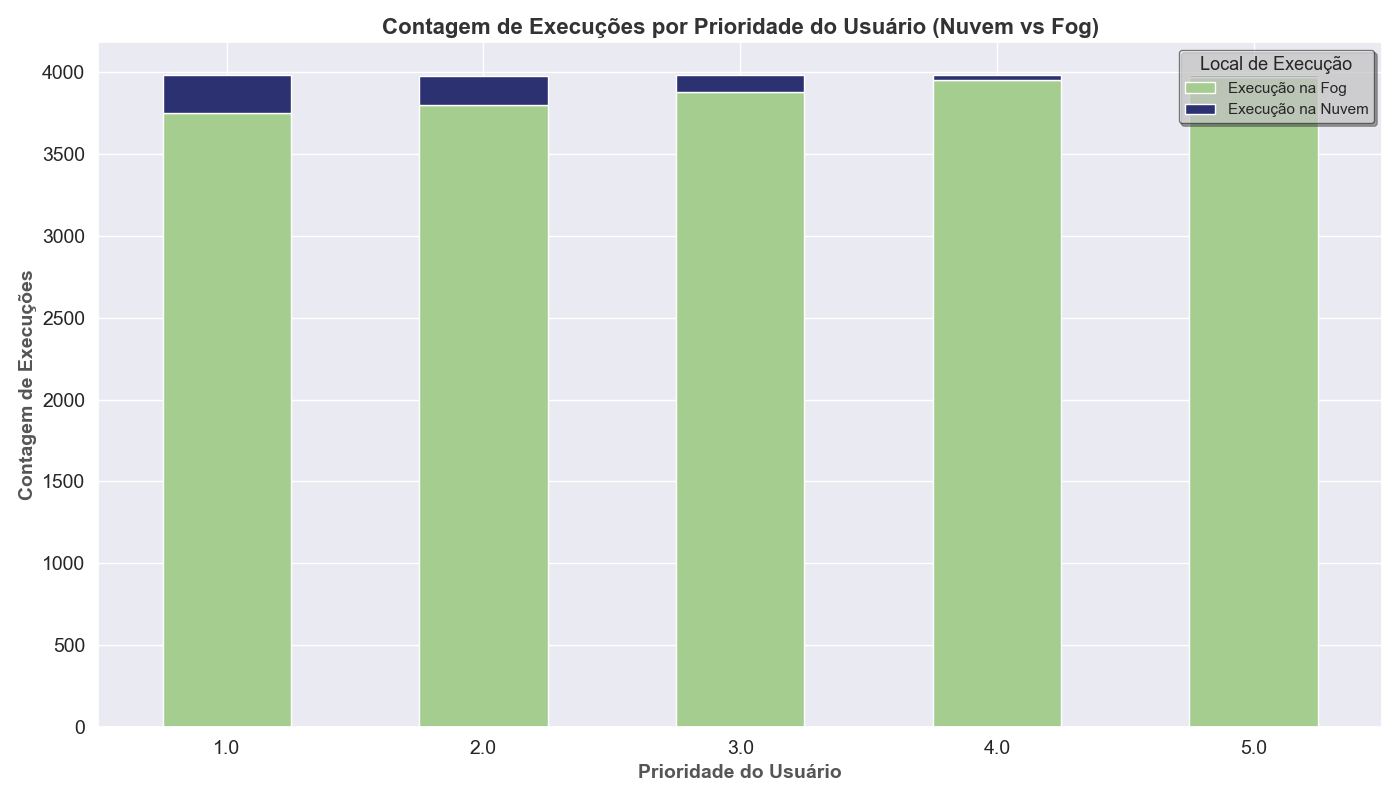 Contagem de Execuções por Prioridade do Usuário (Nuvem vs Fog)
Local de Execução
Execução na Fog
Execução na Nuvem
Contagem de Execuções
4000
3500
3000
2500
2000
1500
1000
500
0
1.0 2.0 3.0 4.0 5.0
Prioridade do Usuário